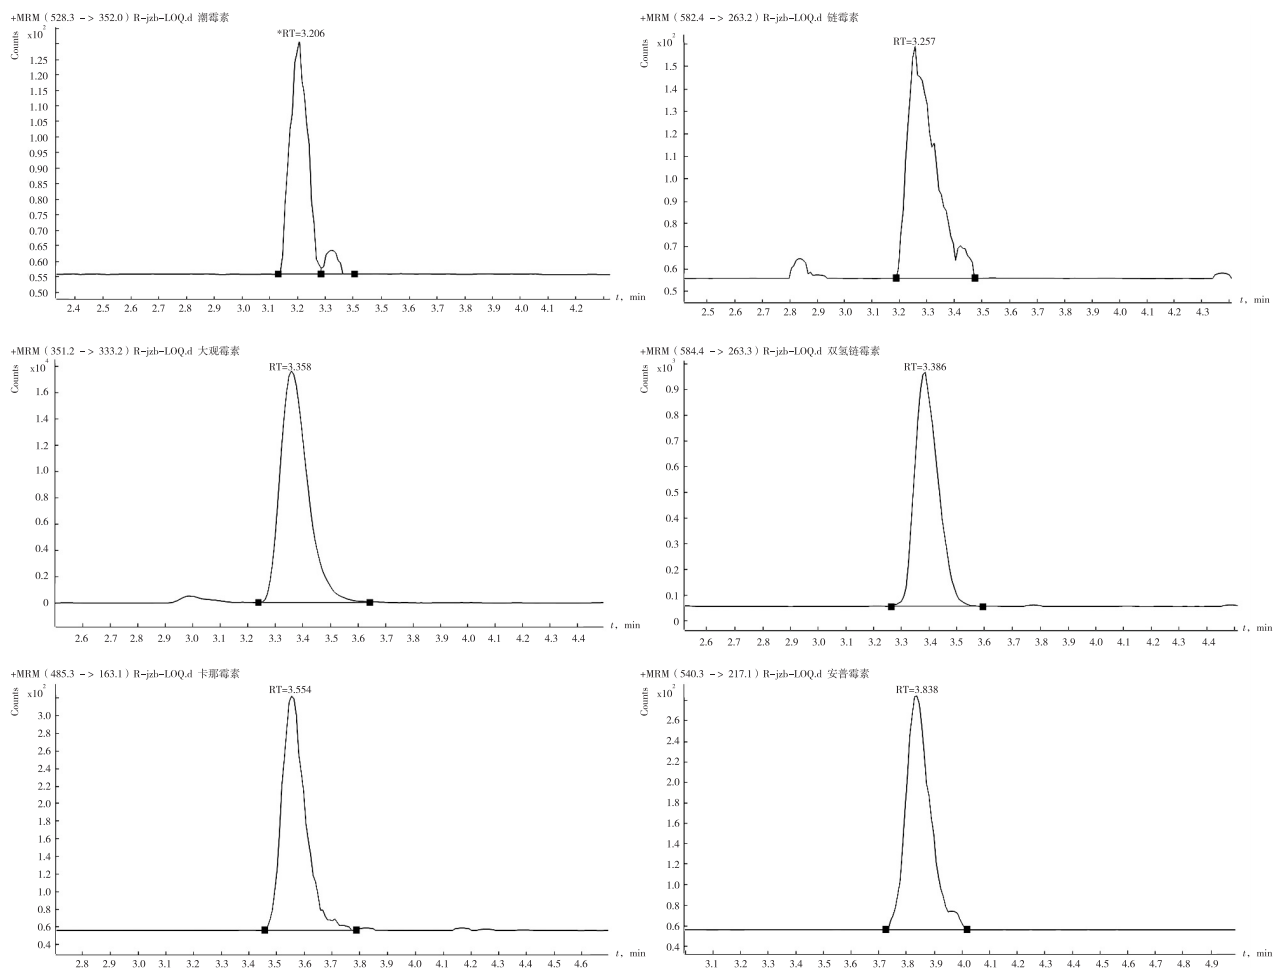 +MRM（528.3 -> 352.0）R-jzb-LOQ.d 潮霉素
Counts
x10²
*RT=3.206
1.25
1.20
1.15
1.10
1.05
1.00
0.95
0.90
0.85
0.80
0.75
0.70
0.65
0.60
0.55
0.50
2.4 2.5 2.6 2.7 2.8 2.9 3.0 3.1 3.2 3.3 3.4 3.5 3.6 3.7 3.8 3.9 4.0 4.1 4.2
t, min
+MRM（582.4 -> 263.2）R-jzb-LOQ.d 链霉素
Counts
x10²
RT=3.257
1.5
1.4
1.3
1.2
1.1
1.0
0.9
0.8
0.7
0.6
0.5
2.5 2.6 2.7 2.8 2.9 3.0 3.1 3.2 3.3 3.4 3.5 3.6 3.7 3.8 3.9 4.0 4.1 4.2 4.3
t, min
+MRM（351.2 -> 333.2）R-jzb-LOQ.d 大观霉素
Counts
x10⁴
RT=3.358
1.6
1.4
1.2
1.0
0.8
0.6
0.4
0.2
0
2.6 2.7 2.8 2.9 3.0 3.1 3.2 3.3 3.4 3.5 3.6 3.7 3.8 3.9 4.0 4.1 4.2 4.3 4.4
t, min
+MRM（584.4 -> 263.3）R-jzb-LOQ.d 双氢链霉素
Counts
x10³
RT=3.386
0.9
0.8
0.7
0.6
0.5
0.4
0.3
0.2
0.1
0
2.6 2.7 2.8 2.9 3.0 3.1 3.2 3.3 3.4 3.5 3.6 3.7 3.8 3.9 4.0 4.1 4.2 4.3 4.4
t, min
+MRM（485.3 -> 163.1）R-jzb-LOQ.d 卡那霉素
Counts
x10²
RT=3.554
3.0
2.8
2.6
2.4
2.2
2.0
1.8
1.6
1.4
1.2
1.0
0.8
0.6
0.4
2.8 2.9 3.0 3.1 3.2 3.3 3.4 3.5 3.6 3.7 3.8 3.9 4.0 4.1 4.2 4.3 4.4 4.5 4.6
t, min
+MRM（540.3 -> 217.1）R-jzb-LOQ.d 安普霉素
Counts
x10²
RT=3.838
2.6
2.4
2.2
2.0
1.8
1.6
1.4
1.2
1.0
0.8
0.6
0.4
3.1 3.2 3.3 3.4 3.5 3.6 3.7 3.8 3.9 4.0 4.1 4.2 4.3 4.4 4.5 4.6 4.7 4.8 4.9
t, min